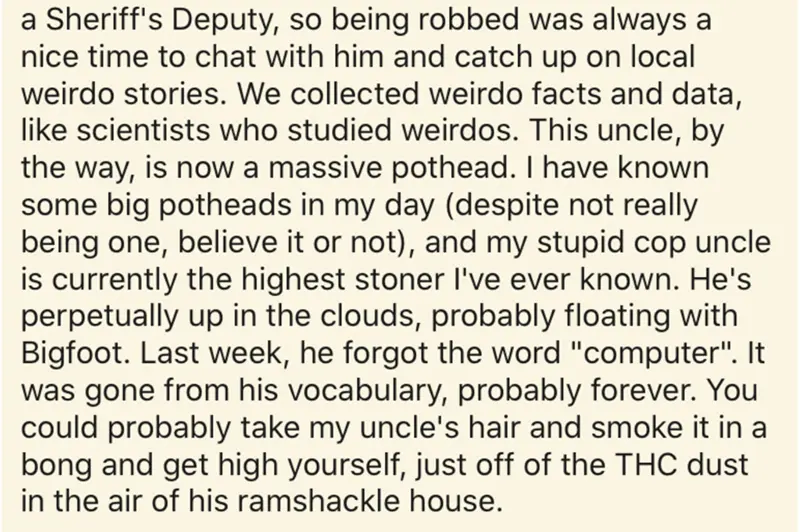 a Sheriff's Deputy, so being robbed was always a
nice time to chat with him and catch up on local
weirdo stories. We collected weirdo facts and data,
like scientists who studied weirdos. This uncle, by
the way, is now a massive pothead. I have known
some big potheads in my day (despite not really
being one, believe it or not), and my stupid cop uncle
is currently the highest stoner I've ever known. He's
perpetually up in the clouds, probably floating with
Bigfoot. Last week, he forgot the word "computer". It
was gone from his vocabulary, probably forever. You
could probably take my uncle's hair and smoke it in a
bong and get high yourself, just off of the THC dust
in the air of his ramshackle house.